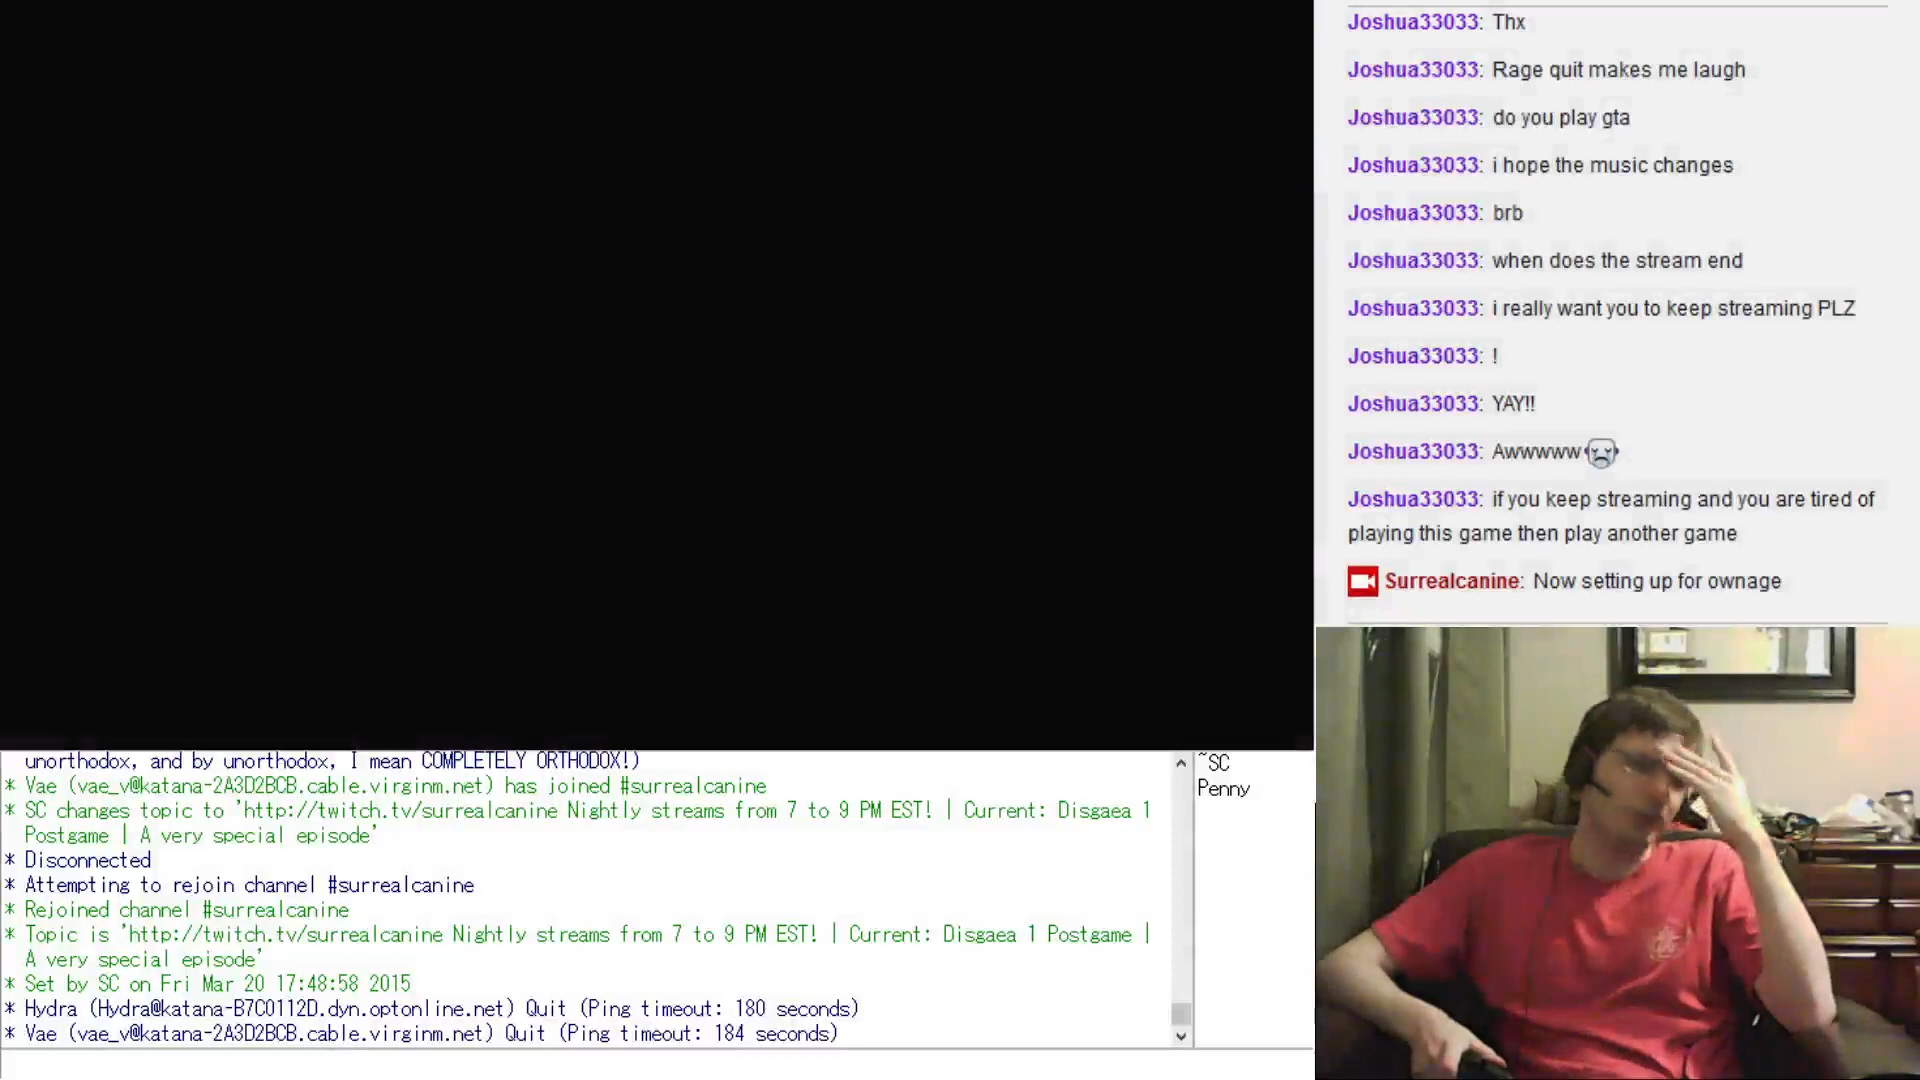 Joshua33033: Thx
Joshua33033: Rage quit makes me laugh
Joshua33033: do you play gta
Joshua33033: i hope the music changes
Joshua33033: brb
Joshua33033: when does the stream end
Joshua33033: i really want you to keep streaming PLZ
Joshua33033: !
Joshua33033: YAY!!
Joshua33033: Awwwww
Joshua33033: if you keep streaming and you are tired of
playing this game then play another game
Surrealcanine: Now setting up for ownage
unorthodox, and by unorthodox, I mean COMPLETELY ORTHODOX!)
* Vae (vae_v@katana-2A3D2BCB.cable.virginm.net) has joined #surrealcanine
* SC changes topic to 'http://twitch.tv/surrealcanine Nightly streams from 7 to 9 PM EST! | Current: Disgaea 1
Postgame | A very special episode'
* Disconnected
* Attempting to rejoin channel #surrealcanine
* Rejoined channel #surrealcanine
* Topic is 'http://twitch.tv/surrealcanine Nightly streams from 7 to 9 PM EST! | Current: Disgaea 1 Postgame |
A very special episode'
* Set by SC on Fri Mar 20 17:48:58 2015
* Hydra (Hydra@katana-B7C0112D.dyn.optonline.net) Quit (Ping timeout: 180 seconds)
* Vae (vae_v@katana-2A3D2BCB.cable.virginm.net) Quit (Ping timeout: 184 seconds)
~SC
Penny